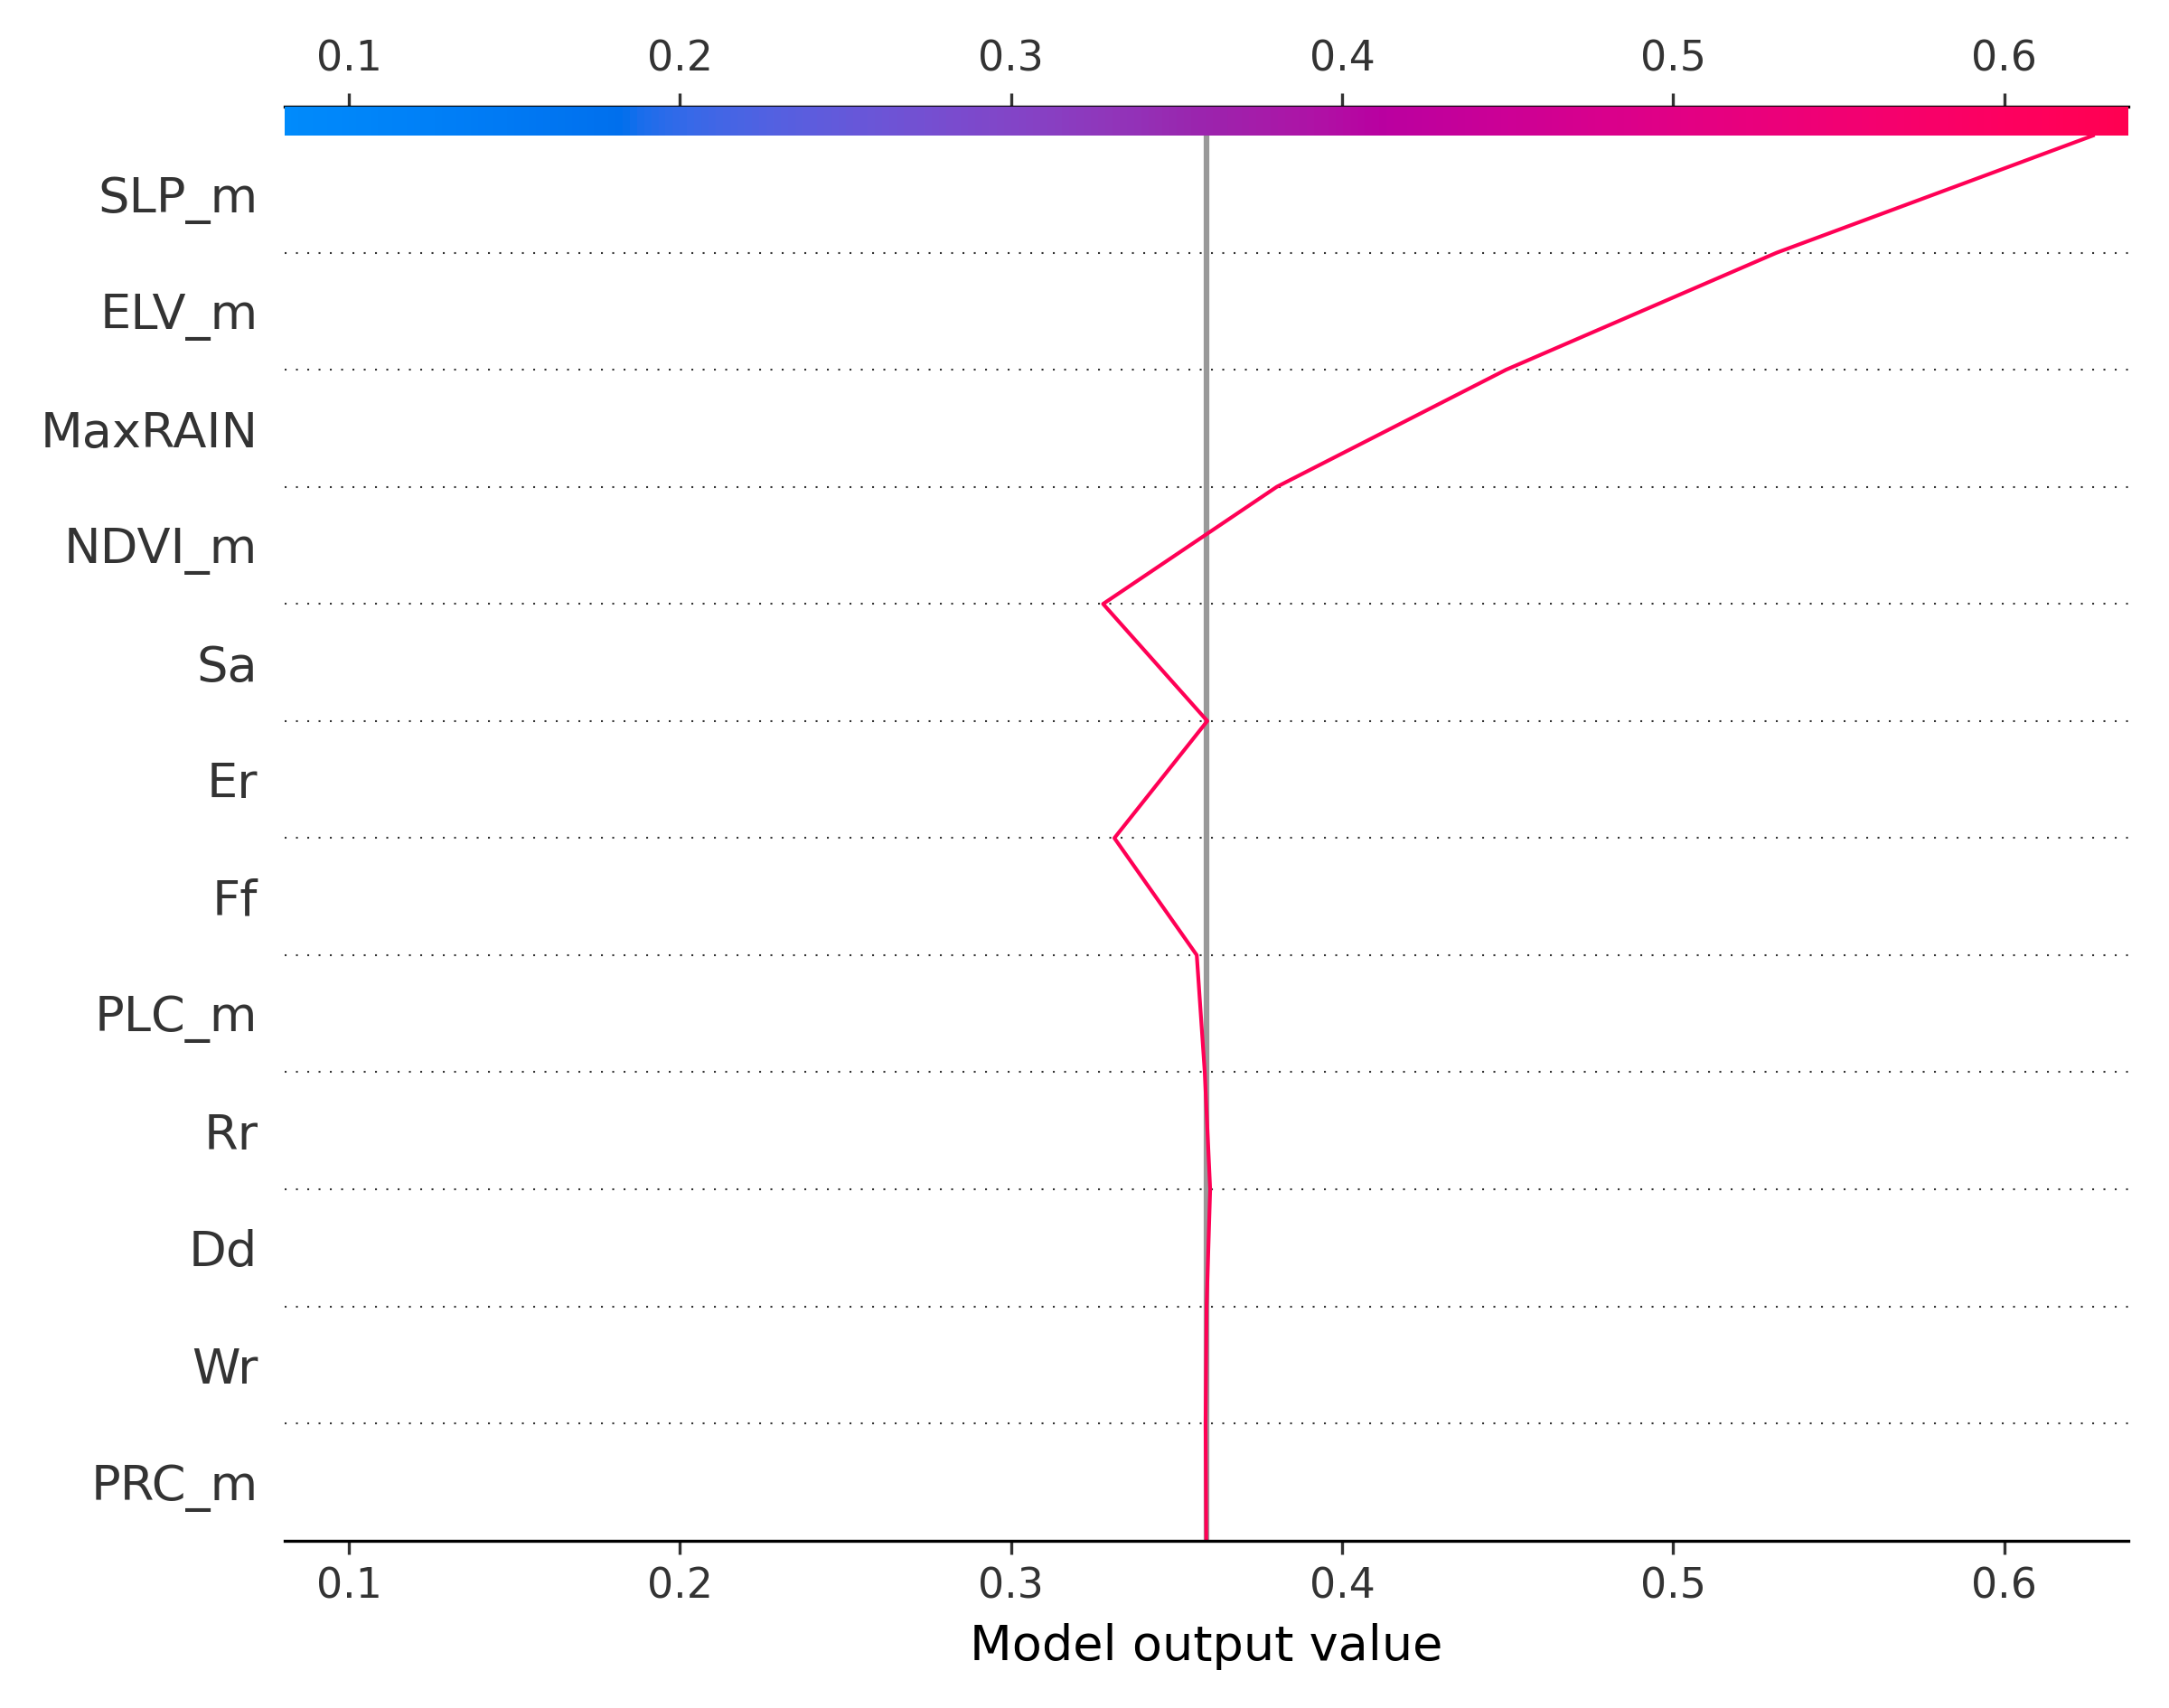 0.1 0.2 0.3 0.4 0.5 0.6
SLP_m
ELV_m
MaxRAIN
NDVI_m
Sa
Er
Ff
PLC_m
Rr
Dd
Wr
PRC_m
0.1 0.2 0.3 0.4 0.5 0.6
Model output value